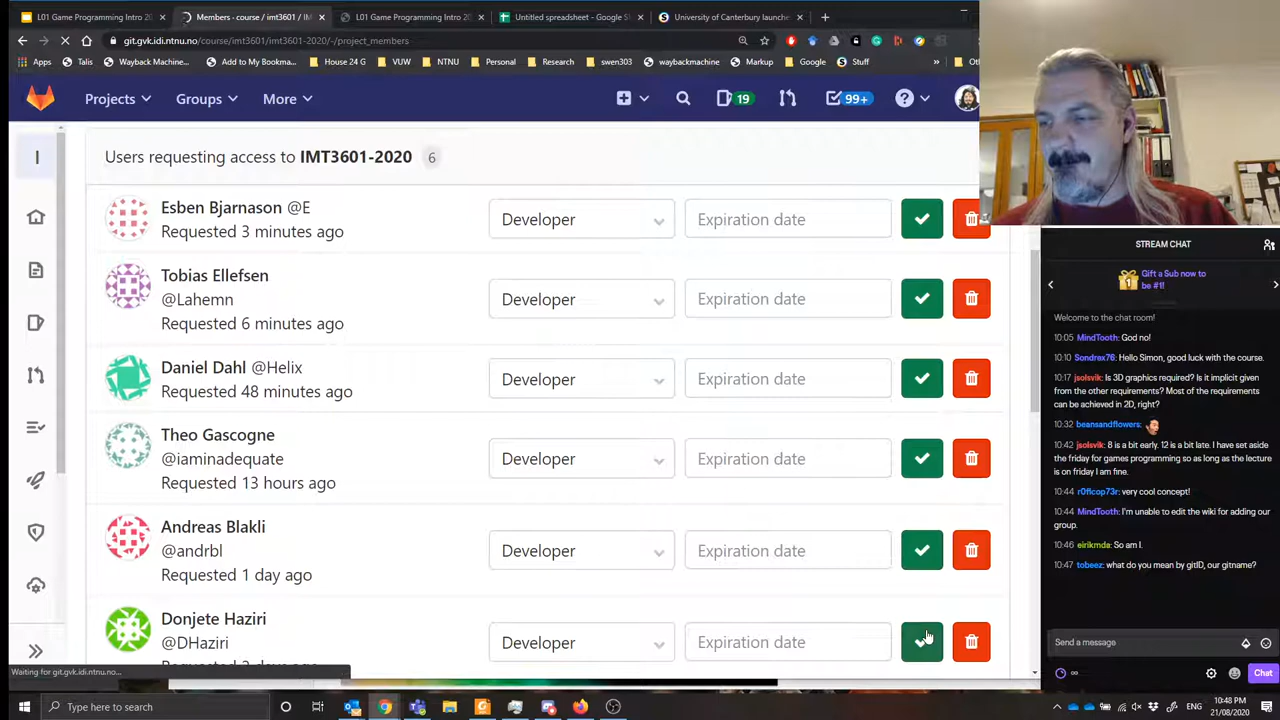 L01 Game Programming Intro 20
Members - course / imt3601 / IM
L01 Game Programming Intro 20
Untitled spreadsheet - Google S
University of Canterbury launche
git.gvk.idi.ntnu.no/course/imt3601/imt3601-2020/-/project_members
Apps
Talis
Wayback Machine...
Add to My Bookma...
House 24 G
VUW
NTNU
Personal
Research
swen303
waybackmachine
Markup
Google
Stuff
Projects
Groups
More
19
99+
Users requesting access to IMT3601-2020 6
Esben Bjarnason @E
Requested 3 minutes ago
Developer
Expiration date
Tobias Ellefsen
@Lahemn
Requested 6 minutes ago
Developer
Expiration date
Daniel Dahl @Helix
Requested 48 minutes ago
Developer
Expiration date
Theo Gascogne
@iaminadequate
Requested 13 hours ago
Developer
Expiration date
Andreas Blakli
@andrbl
Requested 1 day ago
Developer
Expiration date
Donjete Haziri
@DHaziri
Developer
Expiration date
Waiting for git.gvk.idi.ntnu.no...
STREAM CHAT
Gift a Sub now to
be #1!
Welcome to the chat room!
10:05 MindTooth: God no!
10:10 Sondrax76: Hello Simon, good luck with the course.
10:17 jsolsvik: Is 3D graphics required? Is it implicit given
from the other requirements? Most of the requirements
can be achieved in 2D, right?
10:32 beansandflowers:
10:42 jsolsvik: 8 is a bit early. 12 is a bit late. I have set aside
the friday for games programming so as long as the lecture
is on friday I am fine.
10:44 r0flcop73r: very cool concept!
10:44 MindTooth: I'm unable to edit the wiki for adding our
group.
10:46 eirikmda: So am I.
10:47 tobeez: what do you mean by gitID, our gitname?
Send a message
Chat
Type here to search
ENG
10:48 PM
21/08/2020